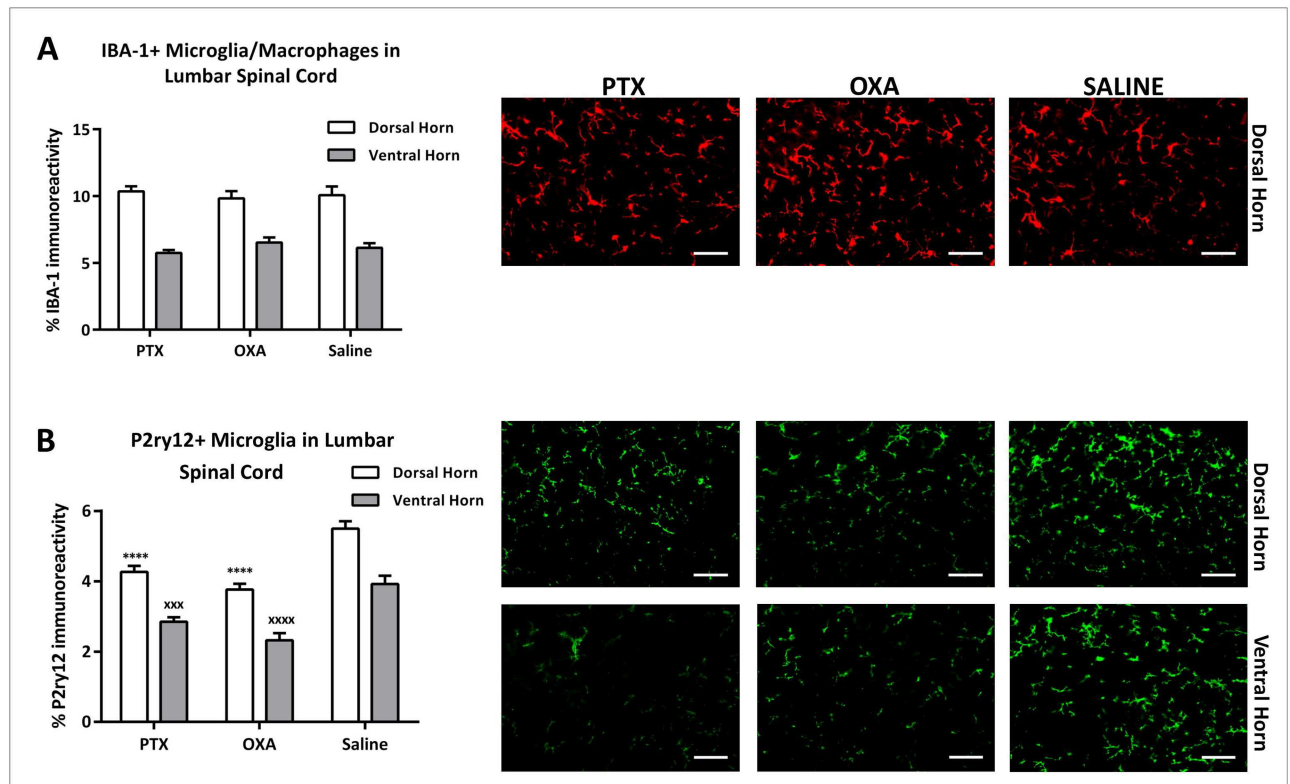 A
IBA-1+ Microglia/Macrophages in
Lumbar Spinal Cord
Dorsal Horn
Ventral Horn
% IBA-1 immunoreactivity
15
10
5
0
PTX
OXA
Saline
PTX
OXA
SALINE
Dorsal Horn
B
P2ry12+ Microglia in Lumbar
Spinal Cord
Dorsal Horn
Ventral Horn
% P2ry12 immunoreactivity
6
4
2
0
****
xxx
****
xxxx
PTX
OXA
Saline
Dorsal Horn
Ventral Horn